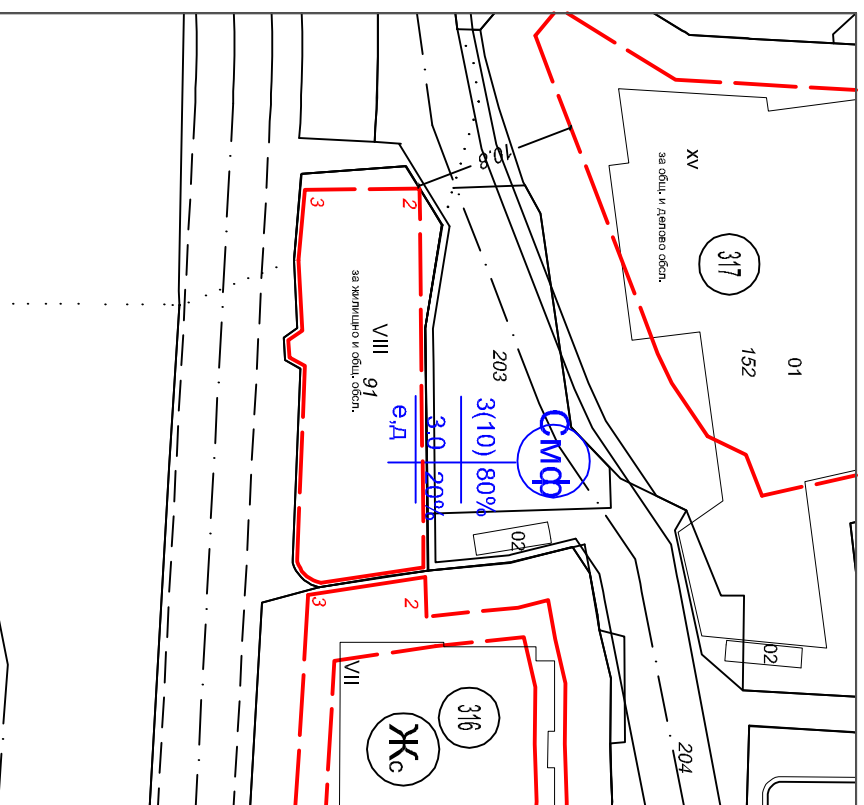 XV
за общ. и делово обсл.
317
01
152
10.8
2
3
VIII
91
за жилищно и общ. обсл.
203
Смф
3(10) 80%
3.0 20%
е,д
02
02
2
3
VII
316
Жс
204